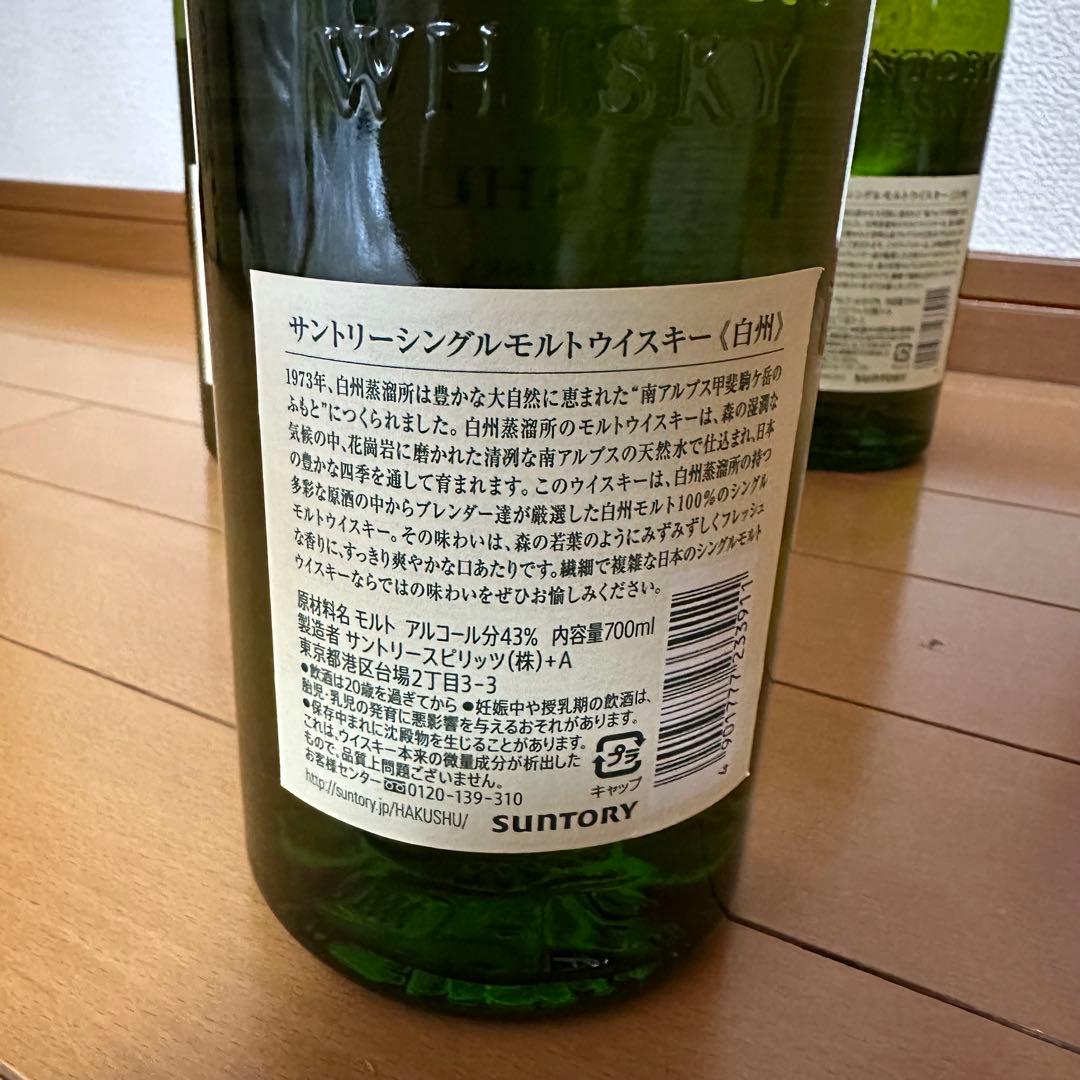 WHISKY
サントリーシングルモルトウイスキー《白州》
1973年、白州蒸溜所は豊かな大自然に恵まれた“南アルプス甲斐駒ケ岳の
ふもと”につくられました。白州蒸溜所のモルトウイスキーは、森の湿潤な
気候の中、花崗岩に磨かれた清冽な南アルプスの天然水で仕込まれ、日本
の豊かな四季を通して育まれます。このウイスキーは、白州蒸溜所の持つ
多彩な原酒の中からブレンダー達が厳選した白州モルト100%のシングル
モルトウイスキー。その味わいは、森の若葉のようにみずみずしくフレッシュ
な香りに、すっきり爽やかな口あたりです。繊細で複雑な日本のシングルモルト
ウイスキーならではの味わいをぜひお愉しみください。
原材料名 モルト アルコール分43% 内容量700ml
製造者 サントリースピリッツ(株)+A
東京都港区台場2丁目3-3
●飲酒は20歳を過ぎてから ●妊娠中や授乳期の飲酒は、
胎児・乳児の発育に悪影響を与えるおそれがあります。
●保存中まれに沈殿物を生じることがあります。
これは、ウイスキー本来の微量成分が析出した
もので、品質上問題ございません。
お客様センター 0120-139-310
http://suntory.jp/HAKUSHU/
プラ
キャップ
SUNTORY
4 901777 233911
シングルモルトウイスキー《白州》
SUNTORY